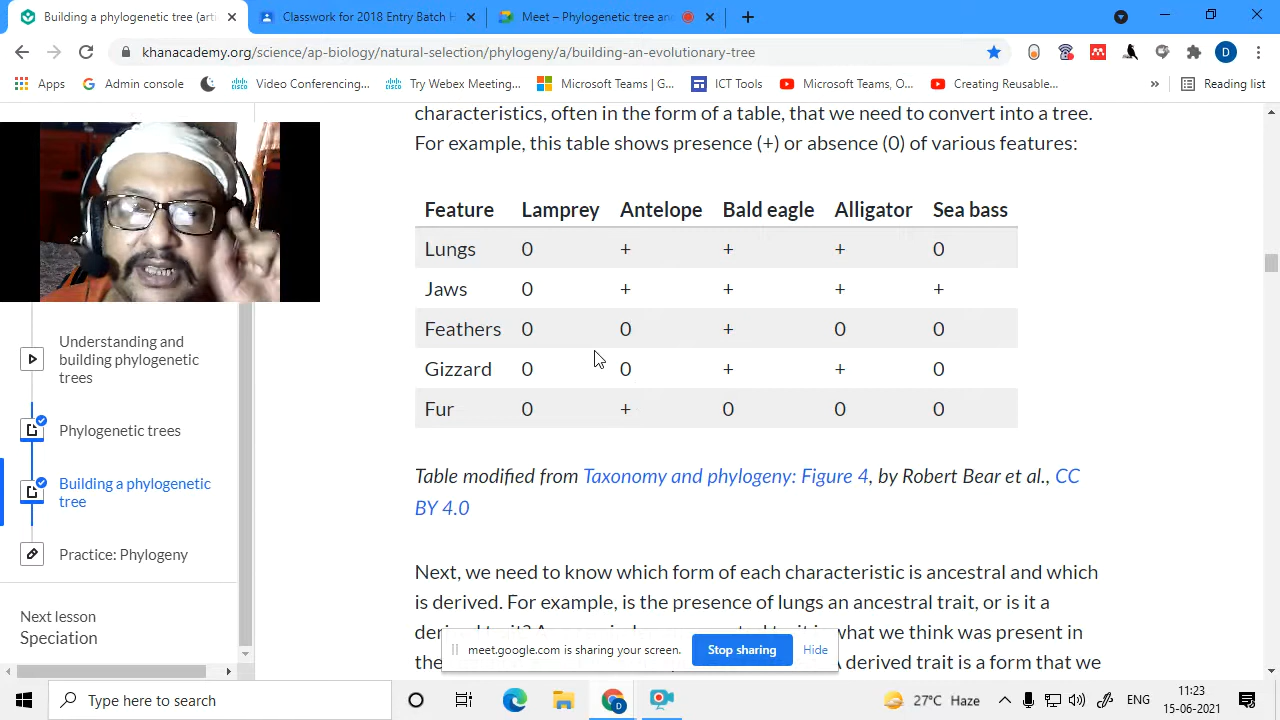 Building a phylogenetic tree (arti
Classwork for 2018 Entry Batch H
Meet – Phylogenetic tree and
khanacademy.org/science/ap-biology/natural-selection/phylogeny/a/building-an-evolutionary-tree
D
Apps
Admin console
Video Conferencing...
Try Webex Meeting...
Microsoft Teams | G...
ICT Tools
Microsoft Teams, O...
Creating Reusable...
»
Reading list
characteristics, often in the form of a table, that we need to convert into a tree.
For example, this table shows presence (+) or absence (0) of various features:
Feature Lamprey Antelope Bald eagle Alligator Sea bass
Lungs 0 + + + 0
Jaws 0 + + + +
Feathers 0 0 + 0 0
Gizzard 0 0 + + 0
Fur 0 + 0 0 0
Table modified from Taxonomy and phylogeny: Figure 4, by Robert Bear et al., CC
BY 4.0
Next, we need to know which form of each characteristic is ancestral and which
is derived. For example, is the presence of lungs an ancestral trait, or is it a
what we think was present in
the
A derived trait is a form that we
Understanding and
building phylogenetic
trees
Phylogenetic trees
Building a phylogenetic
tree
Practice: Phylogeny
Next lesson
Speciation
meet.google.com is sharing your screen.
Stop sharing
Hide
Type here to search
D
27°C Haze
ENG
11:23
15-06-2021